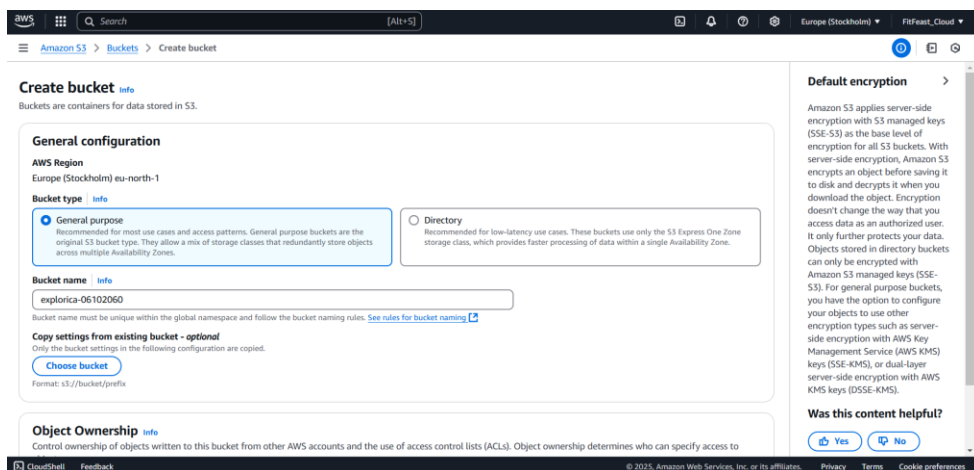 aws
Search
[Alt+S]
Europe (Stockholm) ▼
FitFeast_Cloud ▼
Amazon S3 > Buckets > Create bucket
Create bucket Info
Buckets are containers for data stored in S3.
General configuration
AWS Region
Europe (Stockholm) eu-north-1
Bucket type Info
General purpose
Recommended for most use cases and access patterns. General purpose buckets are the
original S3 bucket type. They allow a mix of storage classes that redundantly store objects
across multiple Availability Zones.
Directory
Recommended for low-latency use cases. These buckets use only the S3 Express One Zone
storage class, which provides faster processing of data within a single Availability Zone.
Bucket name Info
explorica-06102060
Bucket name must be unique within the global namespace and follow the bucket naming rules. See rules for bucket naming
Copy settings from existing bucket - optional
Only the bucket settings in the following configuration are copied.
Choose bucket
Format: s3://bucket/prefix
Object Ownership Info
Control ownership of objects written to this bucket from other AWS accounts and the use of access control lists (ACLs). Object ownership determines who can specify access to
Default encryption
Amazon S3 applies server-side
encryption with S3 managed keys
(SSE-S3) as the base level of
encryption for all S3 buckets. With
server-side encryption, Amazon S3
encrypts an object before saving it
to disk and decrypts it when you
download the object. Encryption
doesn't change the way that you
access data as an authorized user.
It only further protects your data.
Objects stored in directory buckets
can only be encrypted with
Amazon S3 managed keys (SSE-
S3). For general purpose buckets,
you have the option to configure
your objects to use other
encryption types such as server-
side encryption with AWS Key
Management Service (AWS KMS)
keys (SSE-KMS), or dual-layer
server-side encryption with AWS
KMS keys (DSSE-KMS).
Was this content helpful?
Yes
No
CloudShell Feedback
© 2025, Amazon Web Services, Inc. or its affiliates. Privacy Terms Cookie preferences